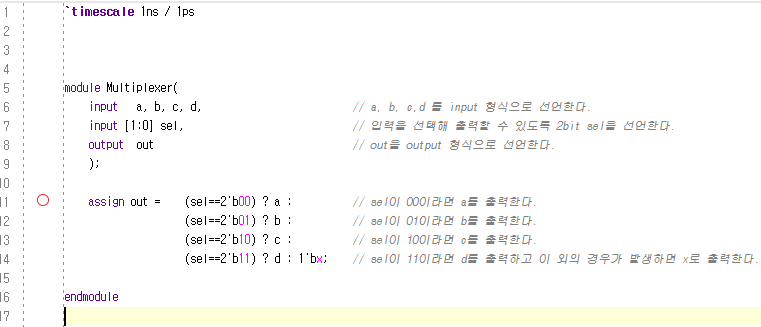 1 `timescale 1ns / 1ps
2
3
4
5 module Multiplexer(
6 input a, b, c, d, // a, b, c,d 를 input 형식으로 선언한다.
7 input [1:0] sel, // 입력을 선택해 출력할 수 있도록 2bit sel을 선언한다.
8 output out // out을 output 형식으로 선언한다.
9 );
10
11 assign out = (sel==2'b00) ? a : // sel이 00이라면 a를 출력한다.
12 (sel==2'b01) ? b : // sel이 01이라면 b를 출력한다.
13 (sel==2'b10) ? c : // sel이 10이라면 c를 출력한다.
14 (sel==2'b11) ? d : 1'bx; // sel이 11이라면 d를 출력하고 이 외의 경우가 발생하면 x로 출력한다.
15
16 endmodule
17